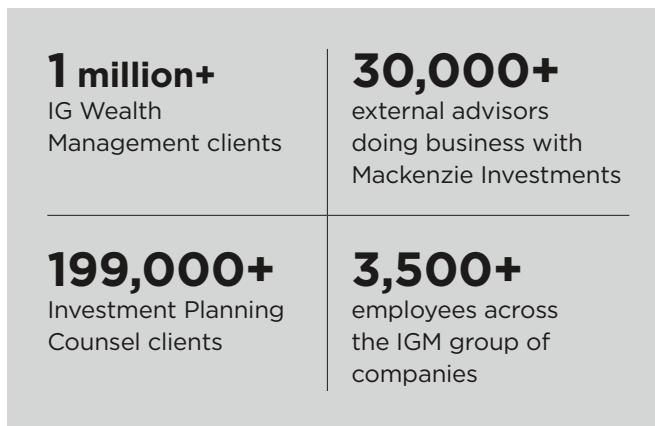 1 million+
IG Wealth
Management clients
30,000+
external advisors
doing business with
Mackenzie Investments
199,000+
Investment Planning
Counsel clients
3,500+
employees across
the IGM group of
companies